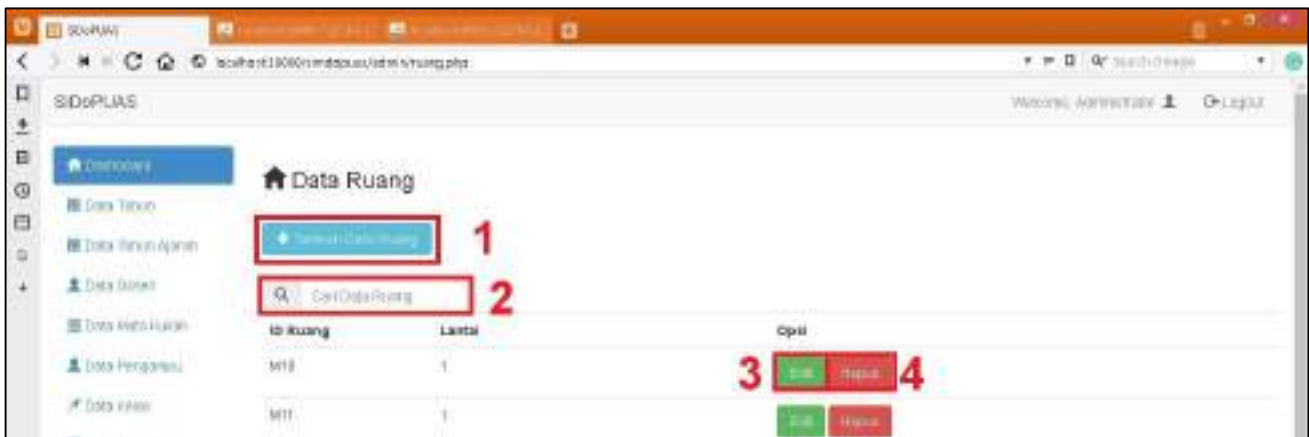 SIDoPUAS
SIDoPUAS
Logout
Dashboard
Data Ruang
Data Tahun
Tambah Data Ruang
1
Data Tahun Ajaran
Data Dosen
Cari Data Ruang
2
Data Mata Kuliah
ID Ruang Lantai Opsi
Data Pengampu
M10 1
3 Edit Hapus 4
Data Kelas
M11 1 Edit Hapus